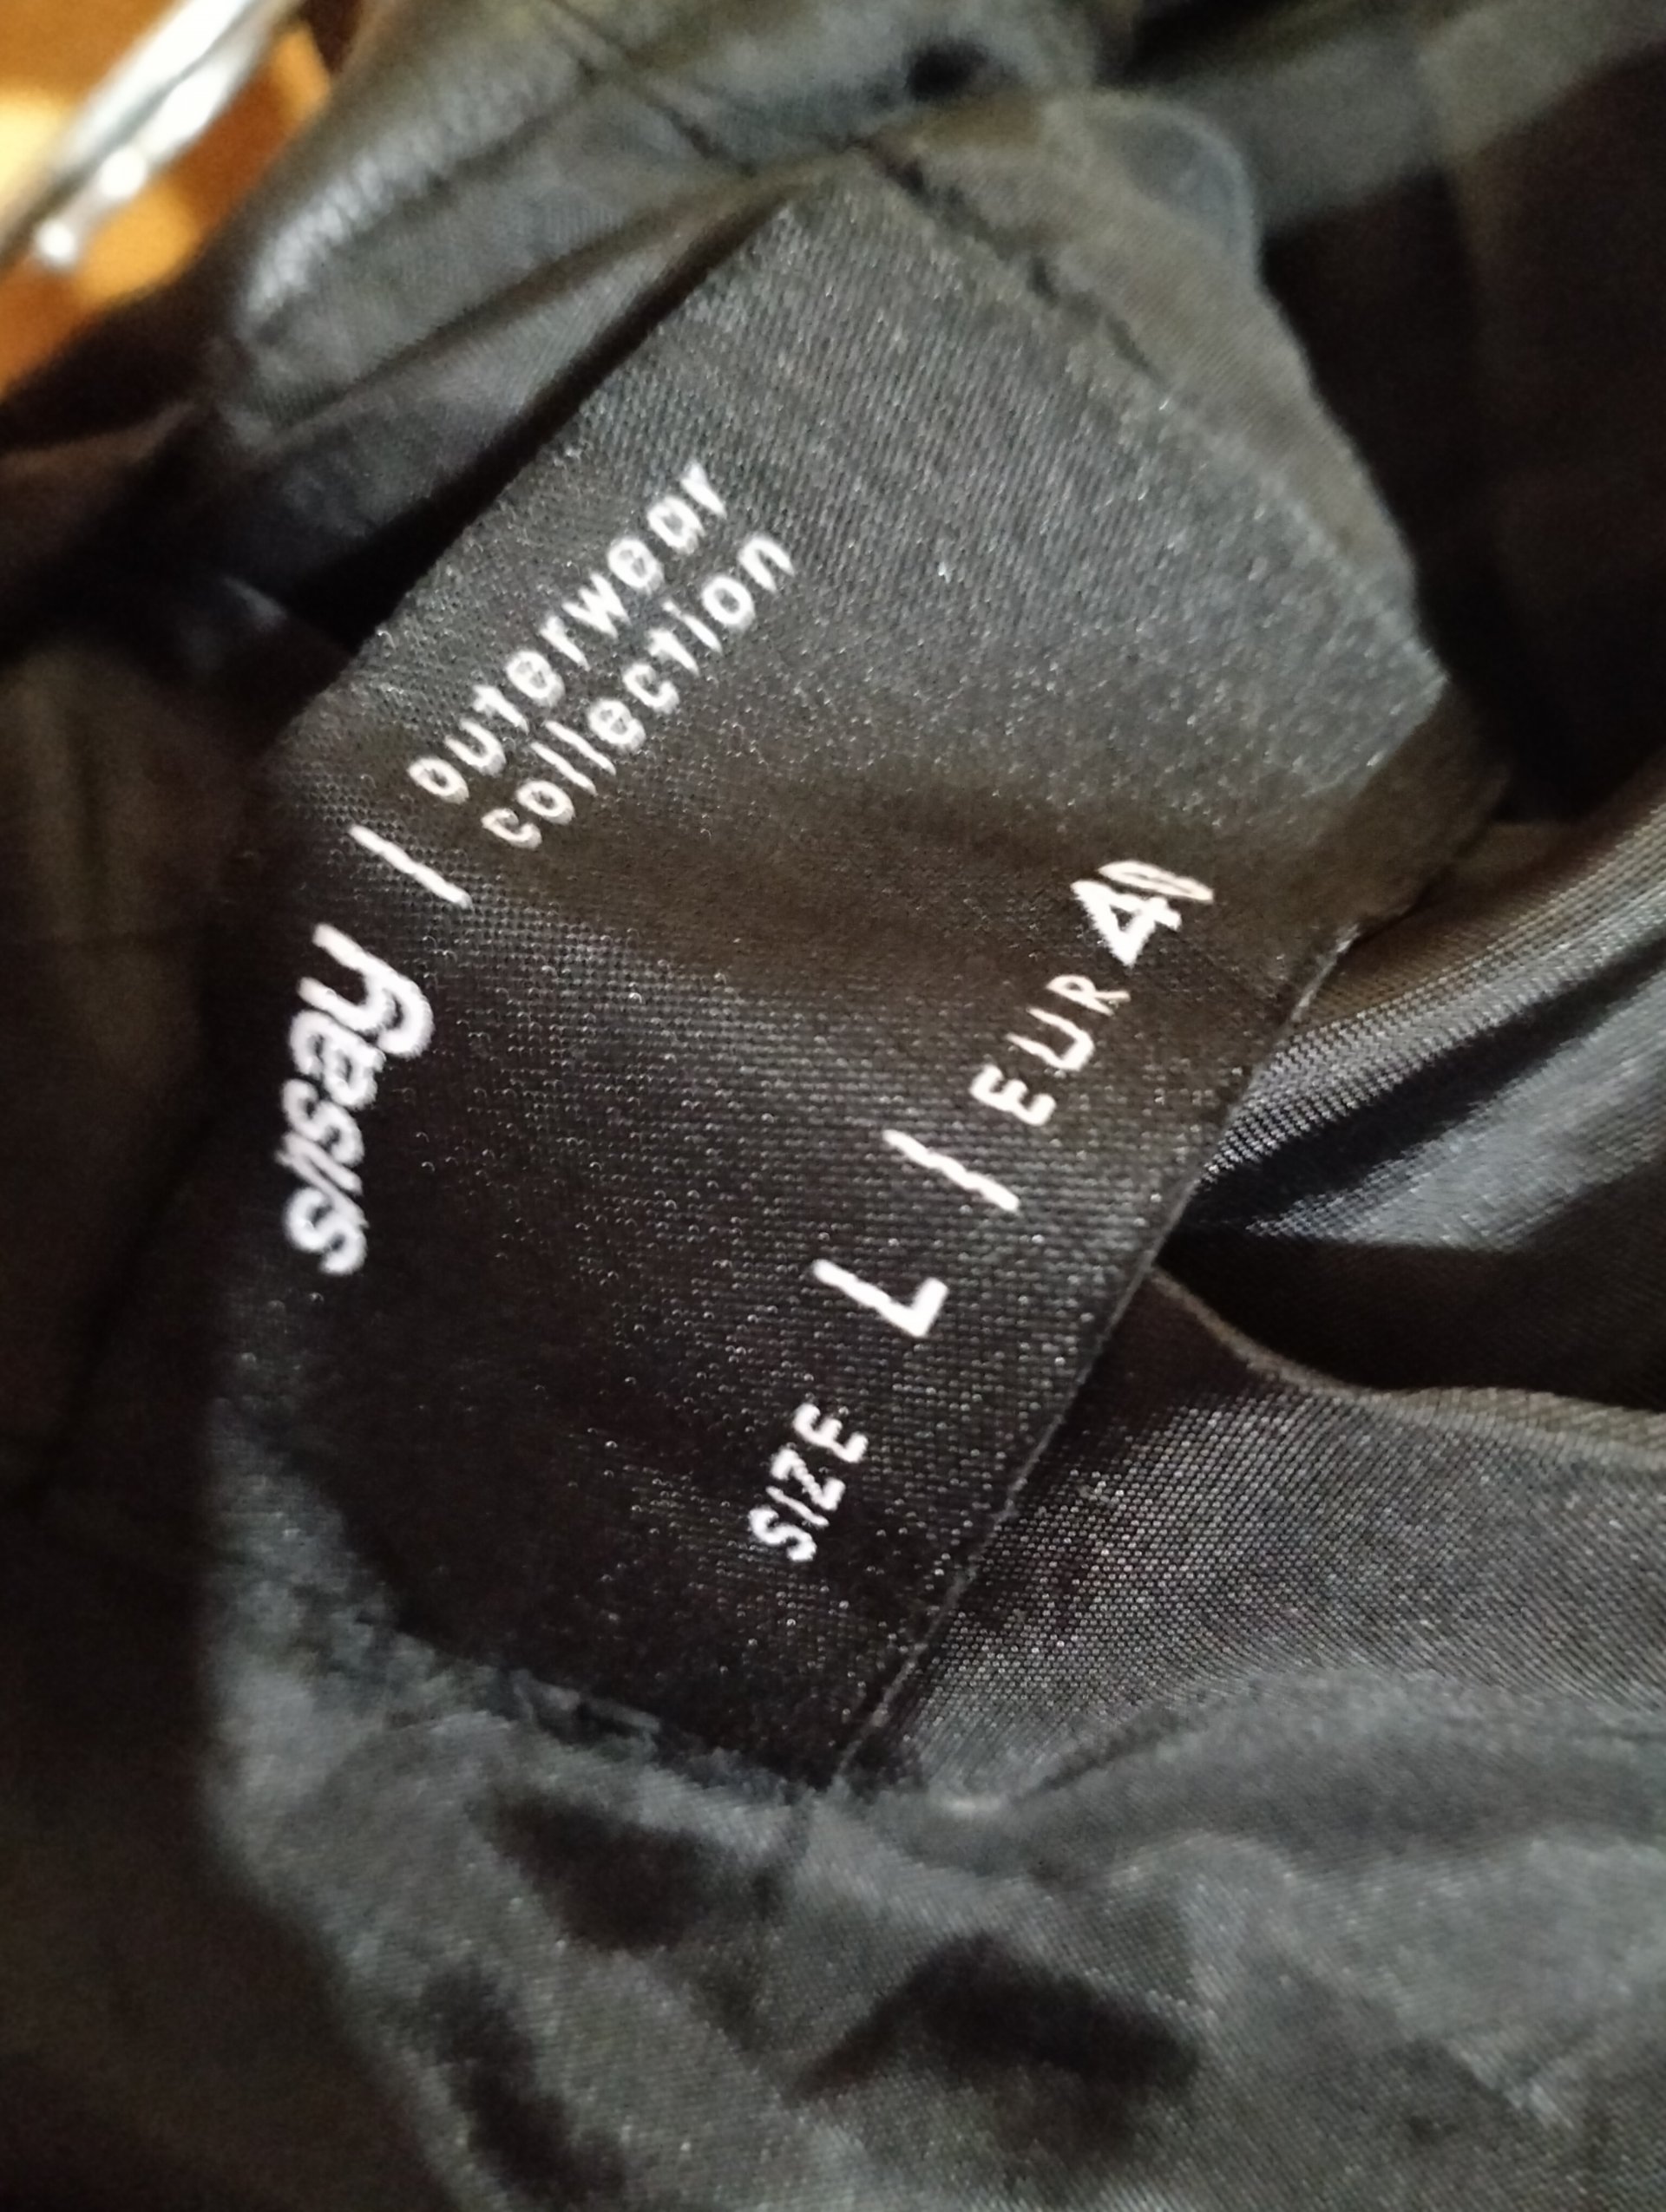 sinsay | outerwear
collection
SIZE L | EUR 40